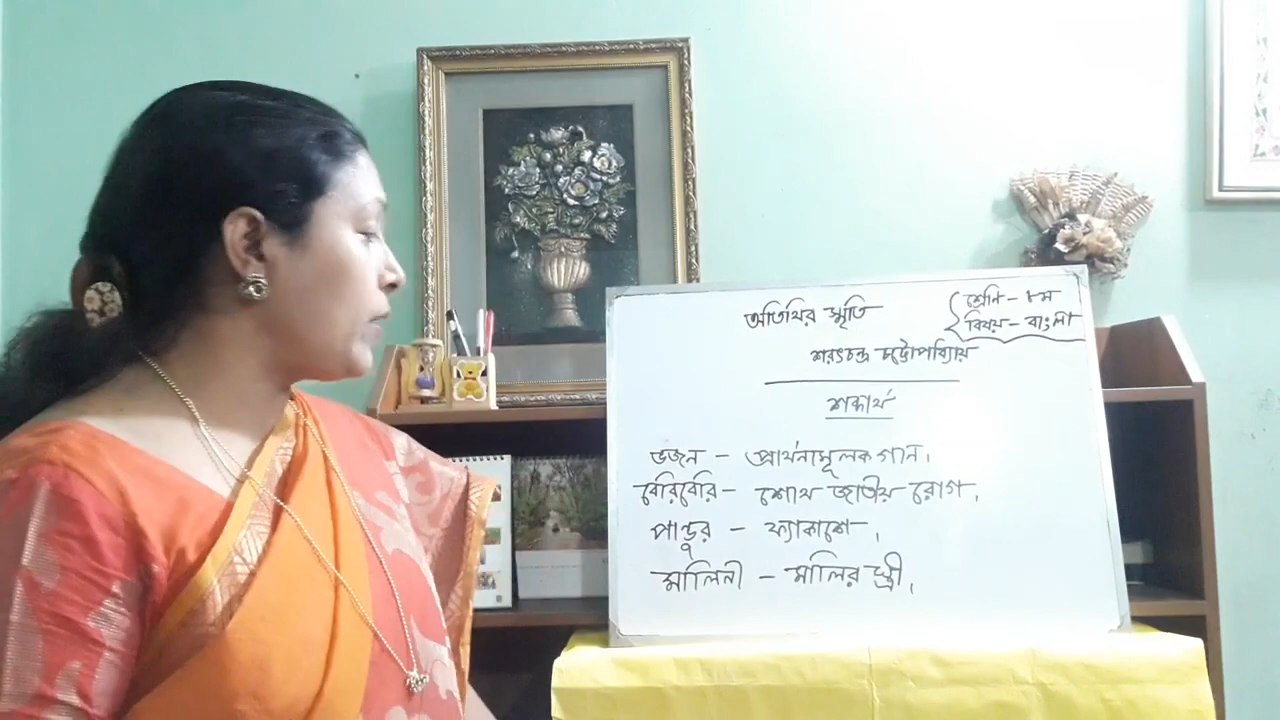 অতিথির স্মৃতি
শ্রেণি - ৮ম
বিষয় - বাংলা
শরৎচন্দ্র চট্টোপাধ্যায়
শব্দার্থ
ভজন - প্রার্থনামূলক গান।
বেরিবেরি - শোথ জাতীয় রোগ।
পান্ডুর - ফ্যাকাশে।
মালিনী - মালির স্ত্রী।